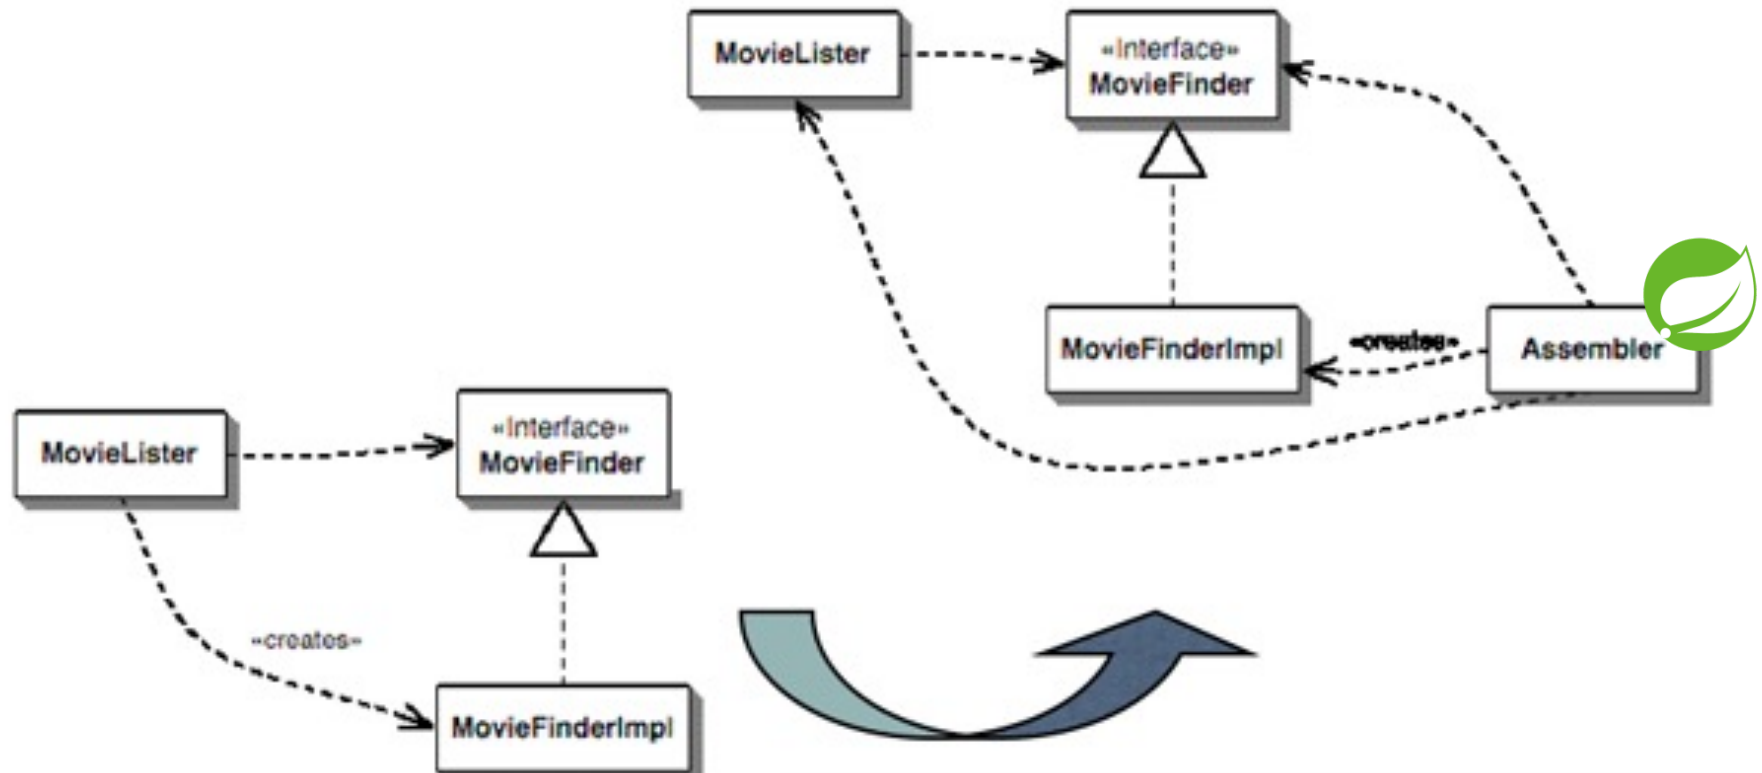 MovieLister
«Interface»
MovieFinder
MovieFinderImpl
«creates»
Assembler
MovieLister
«Interface»
MovieFinder
«creates»
MovieFinderImpl